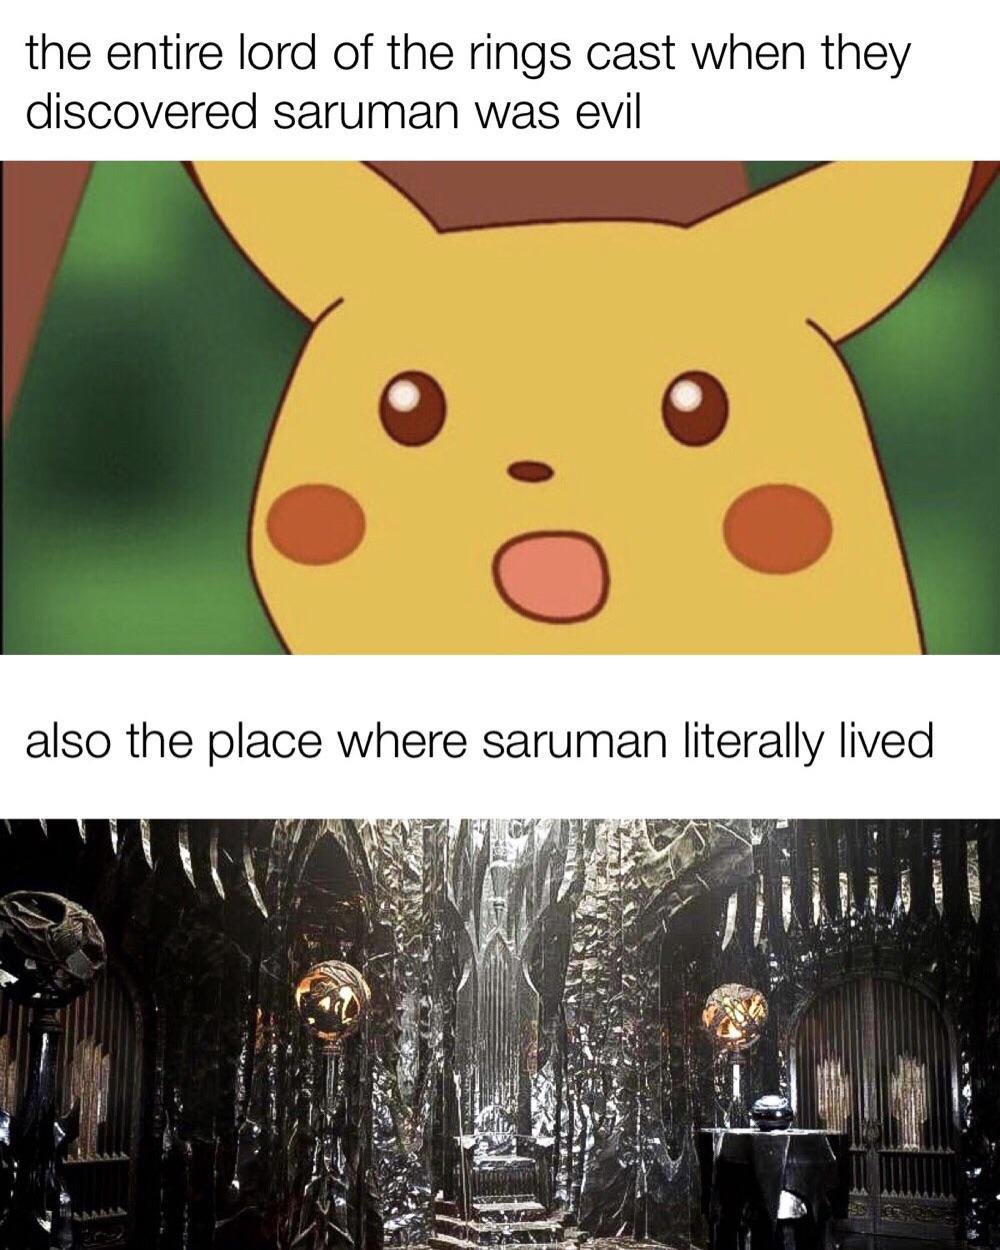 the entire lord of the rings cast when they
discovered saruman was evil
also the place where saruman literally lived